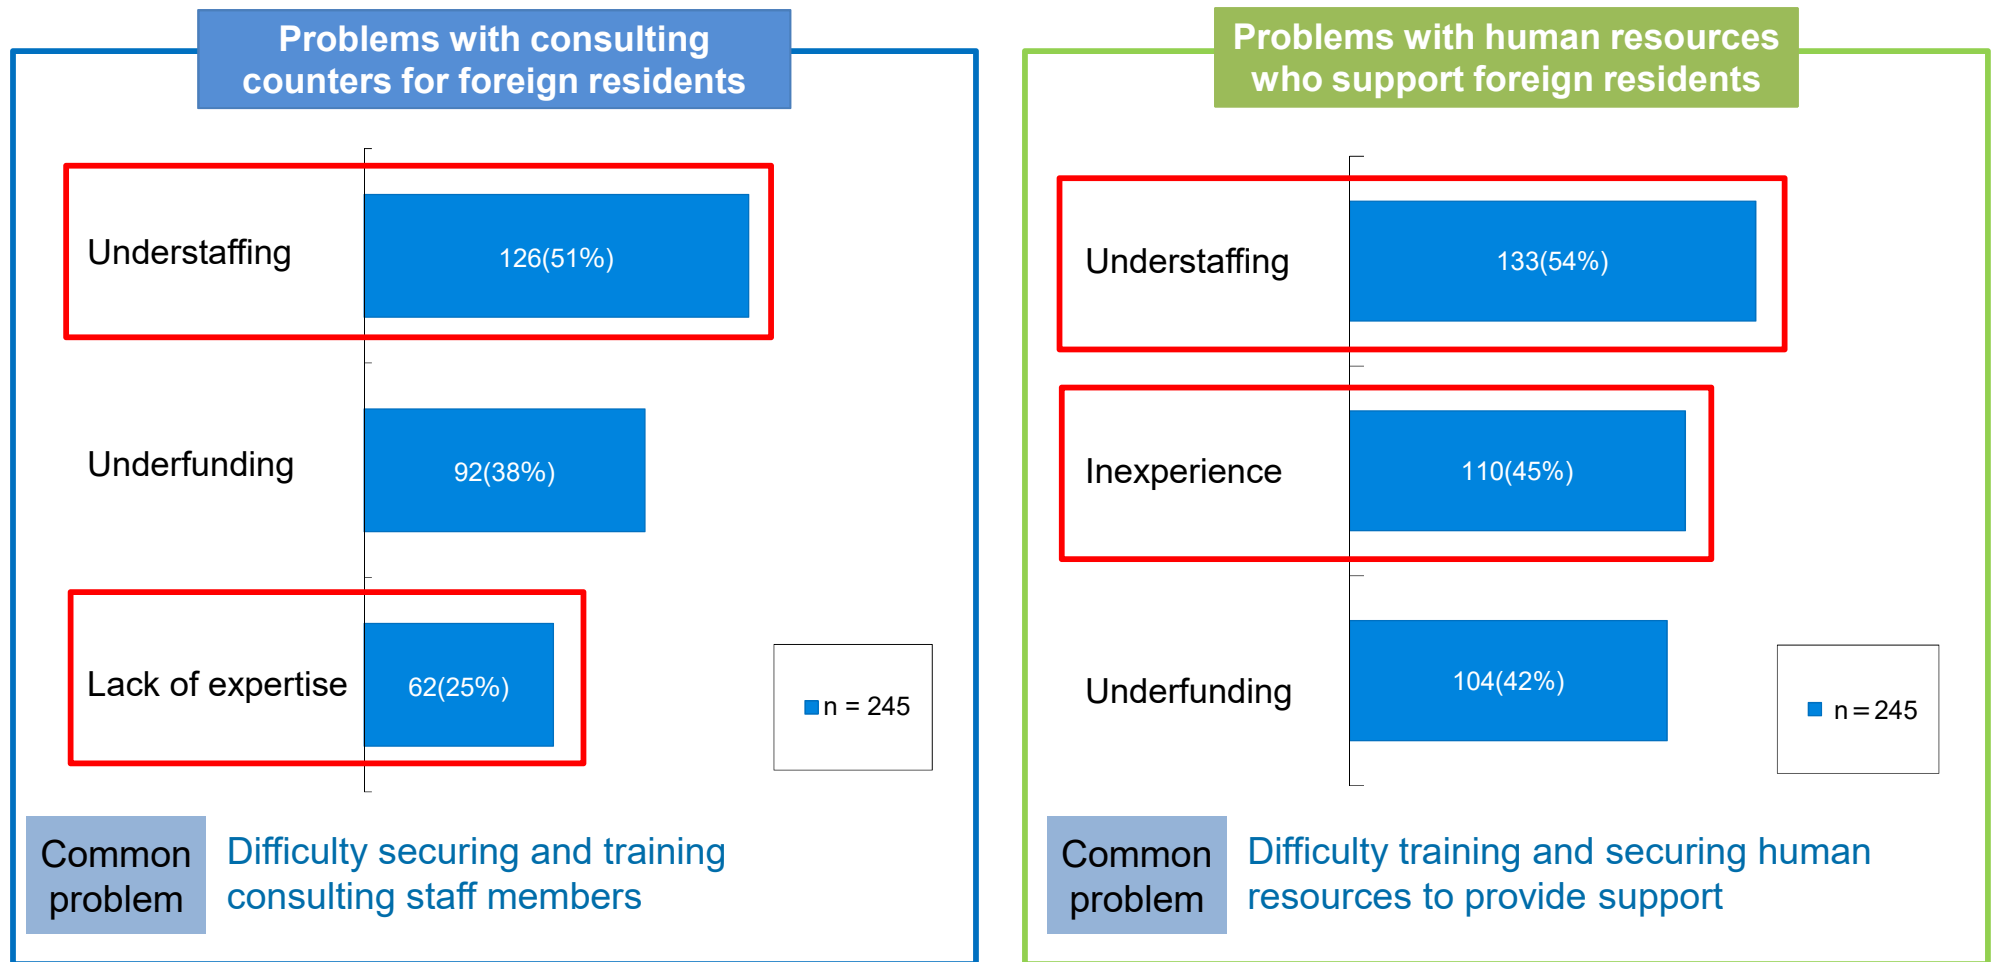 Problems with consulting
counters for foreign residents
Understaffing
126(51%)
Underfunding
92(38%)
Lack of expertise
62(25%)
n = 245
Common
problem
Difficulty securing and training
consulting staff members
Problems with human resources
who support foreign residents
Understaffing
133(54%)
Inexperience
110(45%)
Underfunding
104(42%)
n＝245
Common
problem
Difficulty training and securing human
resources to provide support